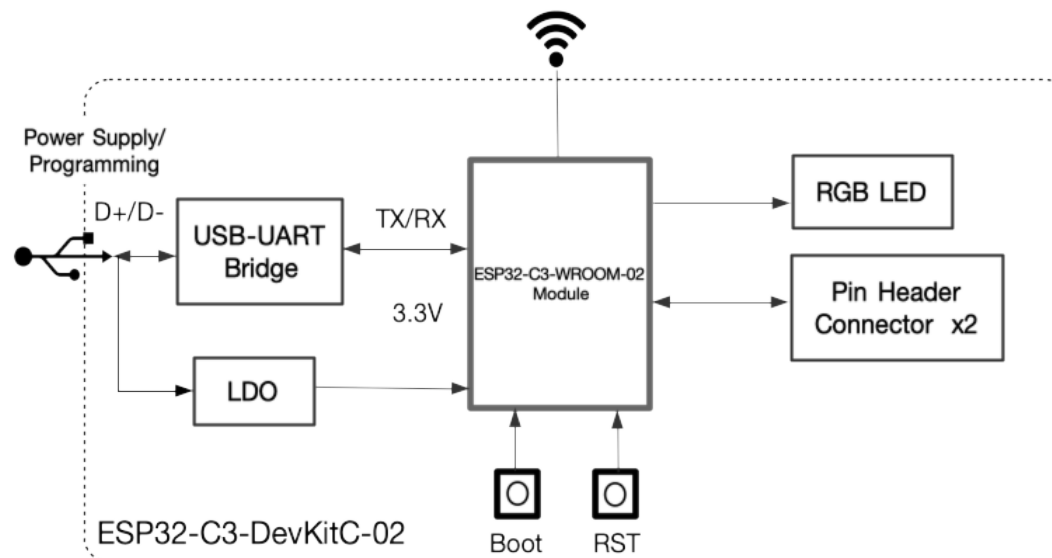 Power Supply/
Programming
D+/D-
USB-UART
Bridge
TX/RX
3.3V
LDO
ESP32-C3-WROOM-02
Module
RGB LED
Pin Header
Connector x2
Boot
RST
ESP32-C3-DevKitC-02